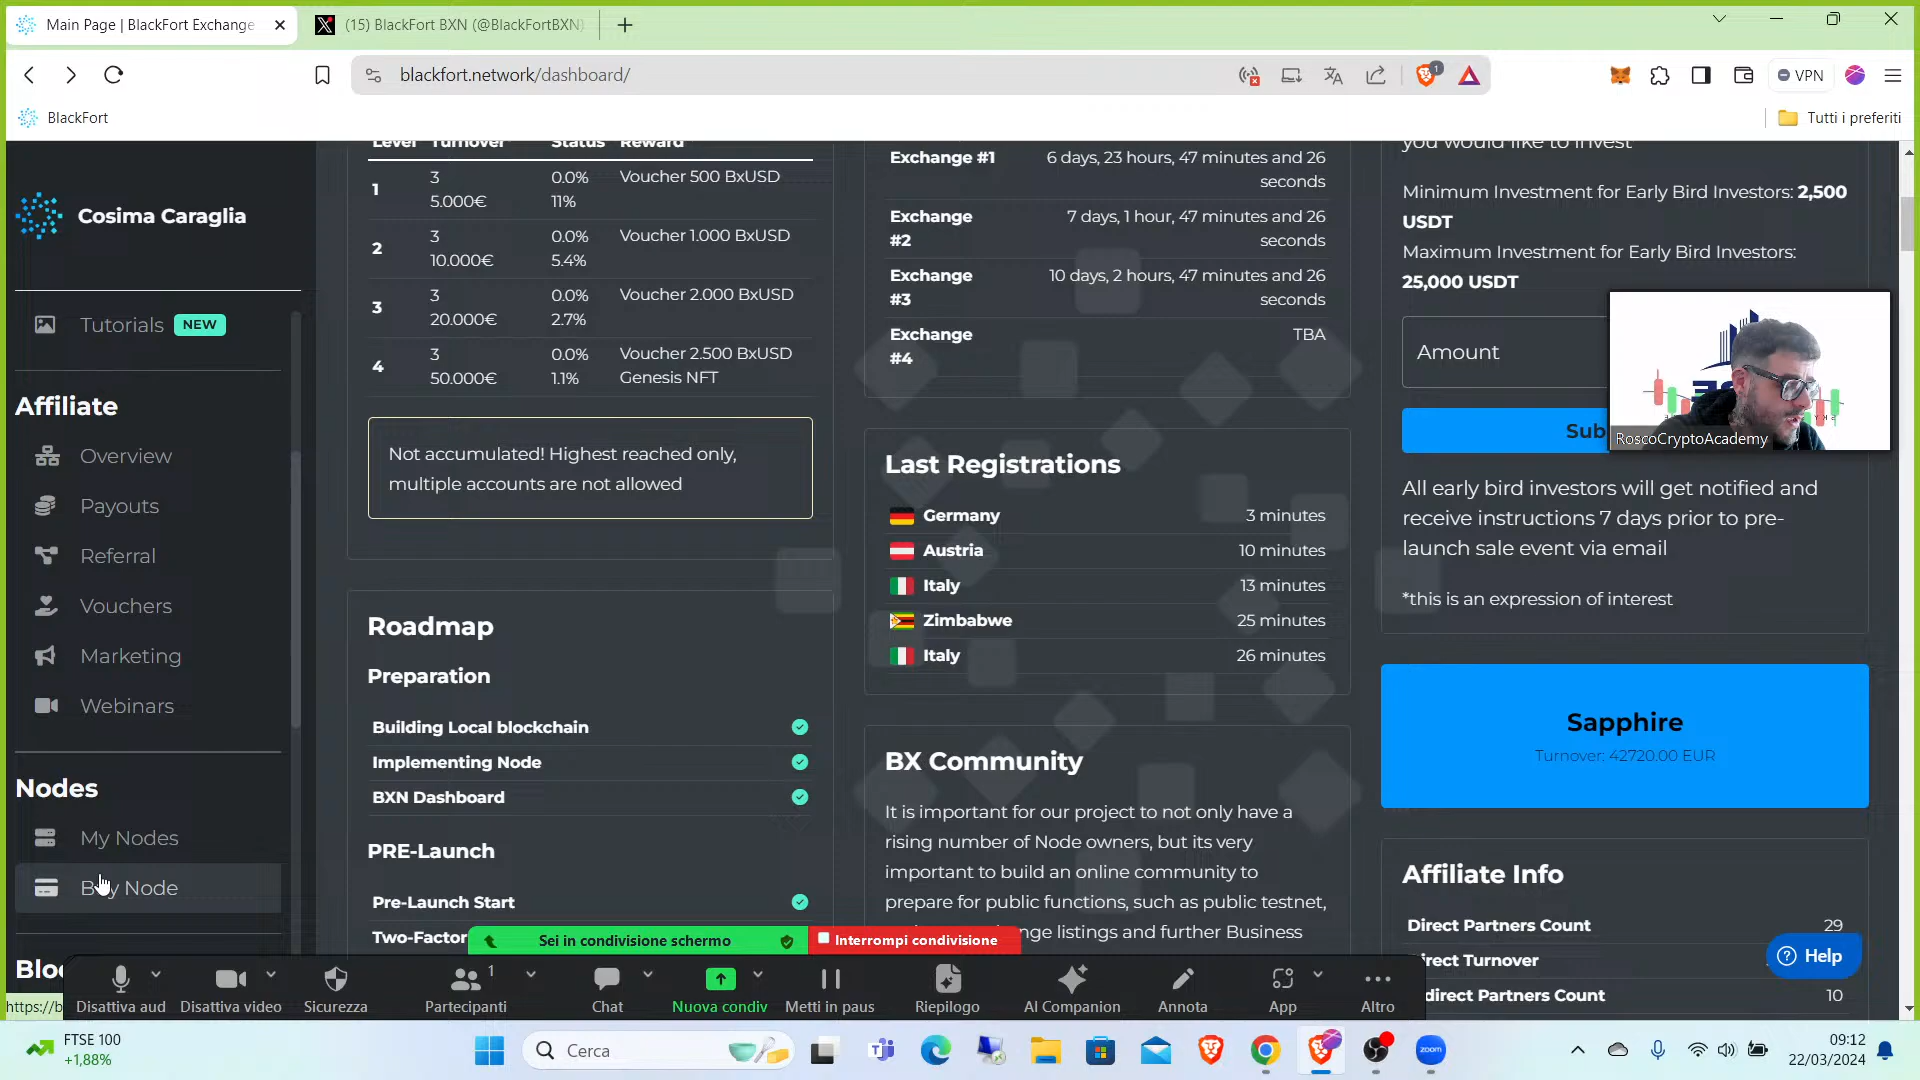 Main Page | BlackFort Exchange
(15) BlackFort BXN (@BlackFortBXN)
blackfort.network/dashboard/
1
VPN
BlackFort
Tutti i preferiti
Cosima Caraglia
Tutorials NEW
Affiliate
Overview
Payouts
Referral
Vouchers
Marketing
Webinars
Nodes
My Nodes
Buy Node
Level Turnover Status Reward
1 3 0.0% Voucher 500 BxUSD
5.000€ 11%
2 3 0.0% Voucher 1.000 BxUSD
10.000€ 5.4%
3 3 0.0% Voucher 2.000 BxUSD
20.000€ 2.7%
4 3 0.0% Voucher 2.500 BxUSD
50.000€ 1.1% Genesis NFT
Not accumulated! Highest reached only,
multiple accounts are not allowed
Roadmap
Preparation
Building Local blockchain
Implementing Node
BXN Dashboard
PRE-Launch
Pre-Launch Start
Two-Factor
Exchange #1 6 days, 23 hours, 47 minutes and 26
seconds
Exchange 7 days, 1 hour, 47 minutes and 26
#2 seconds
Exchange 10 days, 2 hours, 47 minutes and 26
#3 seconds
Exchange TBA
#4
Last Registrations
Germany 3 minutes
Austria 10 minutes
Italy 13 minutes
Zimbabwe 25 minutes
Italy 26 minutes
BX Community
It is important for our project to not only have a
rising number of Node owners, but its very
important to build an online community to
prepare for public functions, such as public testnet,
nge listings and further Business
you would like to invest
Minimum Investment for Early Bird Investors: 2,500
USDT
Maximum Investment for Early Bird Investors:
25,000 USDT
Amount
Sub
RoscoCryptoAcademy
All early bird investors will get notified and
receive instructions 7 days prior to pre-
launch sale event via email
*this is an expression of interest
Sapphire
Turnover: 42720.00 EUR
Affiliate Info
Direct Partners Count 29
irect Turnover
direct Partners Count 10
Help
Sei in condivisione schermo
Interrompi condivisione
Blo
https://b
Disattiva aud
Disattiva video
Sicurezza
Partecipanti 1
Chat
Nuova condiv
Metti in paus
Riepilogo
AI Companion
Annota
App
Altro
FTSE 100
+1,88%
Cerca
zoom
09:12
22/03/2024